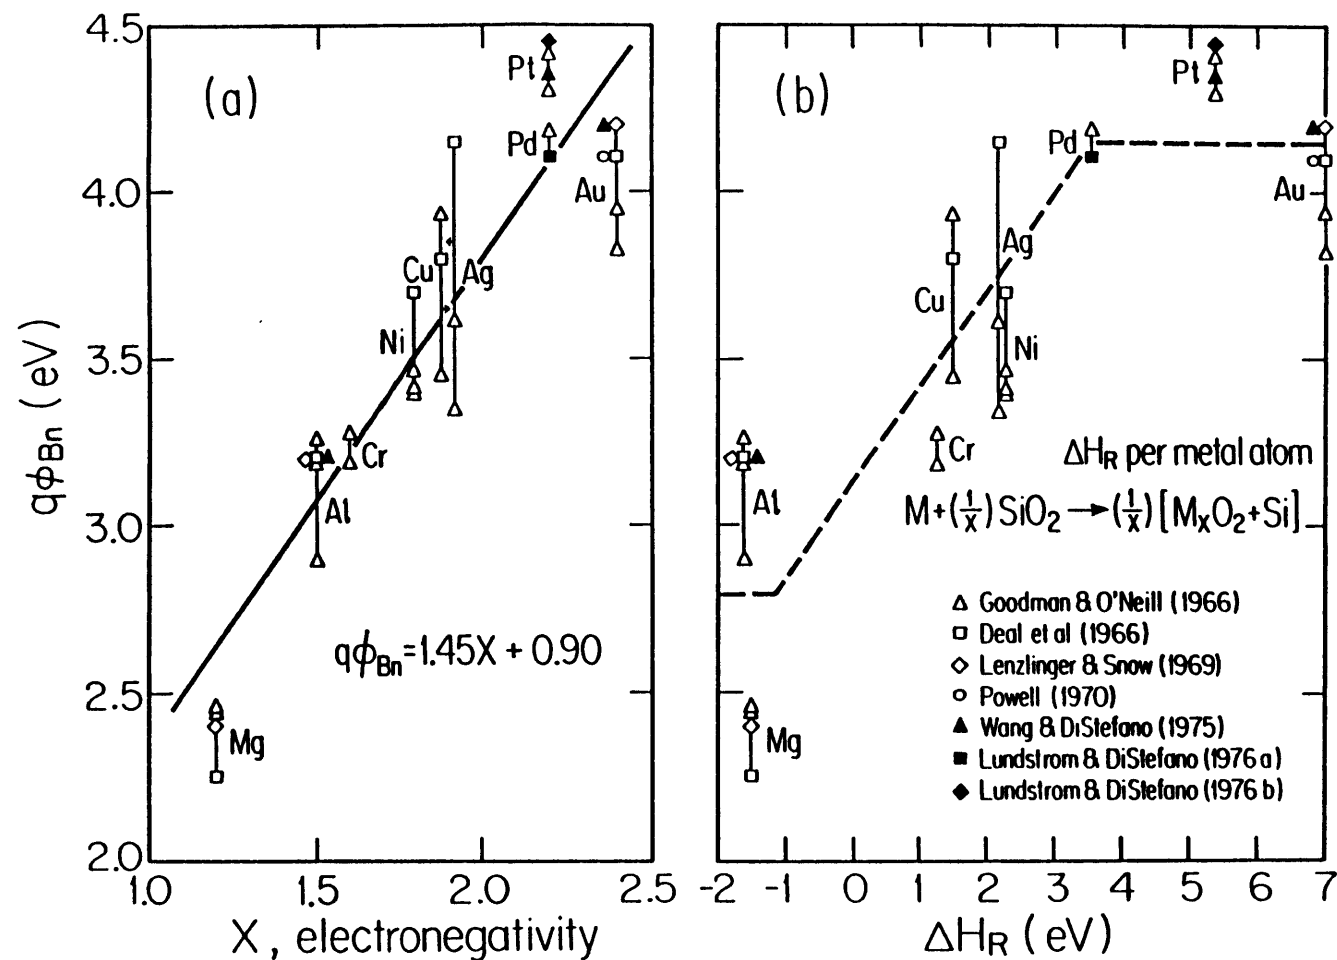 4.5
4.0
3.5
3.0
2.5
2.0
qϕBn (eV)
(a)
Pt
Pd
Au
Cu
Ag
Ni
Cr
Al
Mg
qϕBn=1.45X + 0.90
1.0 1.5 2.0 2.5
X, electronegativity
(b)
Pt
Pd
Au
Ag
Cu
Ni
Cr
Al
Mg
ΔHR per metal atom
M+(1/x)SiO2→(1/x)[MxO2+Si]
Goodman & O'Neill (1966)
Deal et al (1966)
Lenzlinger & Snow (1969)
Powell (1970)
Wang & DiStefano (1975)
Lundstrom & DiStefano (1976a)
Lundstrom & DiStefano (1976b)
-2 -1 0 1 2 3 4 5 6 7
ΔHR (eV)